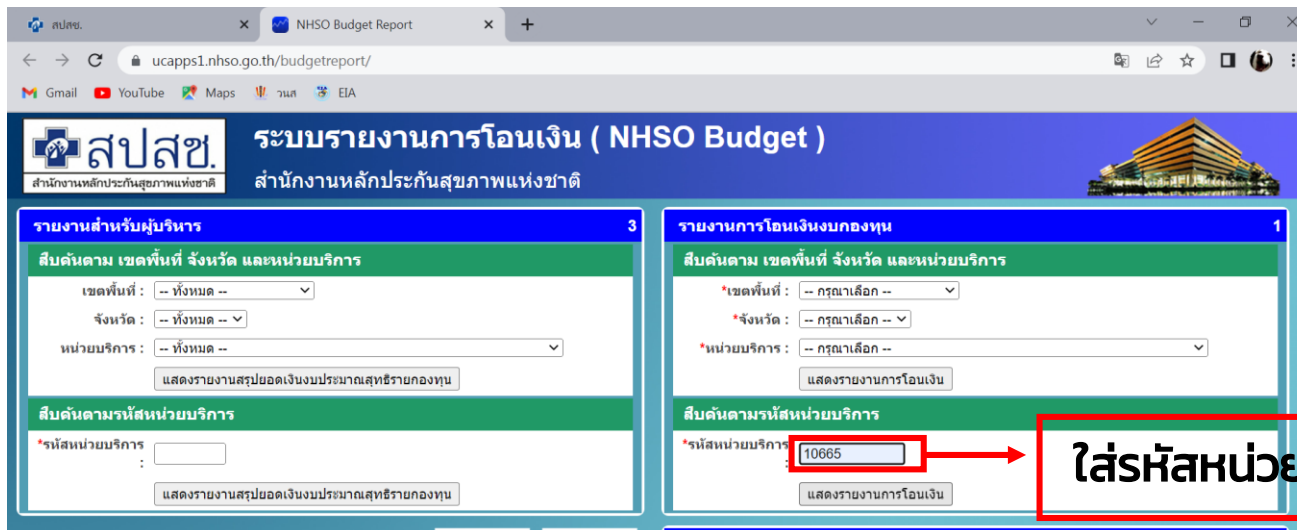 สปสช.
NHSO Budget Report
ucapps1.nhso.go.th/budgetreport/
Gmail YouTube Maps วนศ EIA
สปสช.
สำนักงานหลักประกันสุขภาพแห่งชาติ
ระบบรายงานการโอนเงิน ( NHSO Budget )
สำนักงานหลักประกันสุขภาพแห่งชาติ
รายงานสำหรับผู้บริหาร 3
สืบค้นตาม เขตพื้นที่ จังหวัด และหน่วยบริการ
เขตพื้นที่ : -- ทั้งหมด --
จังหวัด : -- ทั้งหมด --
หน่วยบริการ : -- ทั้งหมด --
แสดงรายงานสรุปยอดเงินงบประมาณสุทธิรายกองทุน
สืบค้นตามรหัสหน่วยบริการ
*รหัสหน่วยบริการ :
แสดงรายงานสรุปยอดเงินงบประมาณสุทธิรายกองทุน
รายงานการโอนเงินงบกองทุน 1
สืบค้นตาม เขตพื้นที่ จังหวัด และหน่วยบริการ
*เขตพื้นที่ : -- กรุณาเลือก --
*จังหวัด : -- กรุณาเลือก --
*หน่วยบริการ : -- กรุณาเลือก --
แสดงรายงานการโอนเงิน
สืบค้นตามรหัสหน่วยบริการ
*รหัสหน่วยบริการ : 10665
แสดงรายงานการโอนเงิน
ใส่รหัสหน่วย